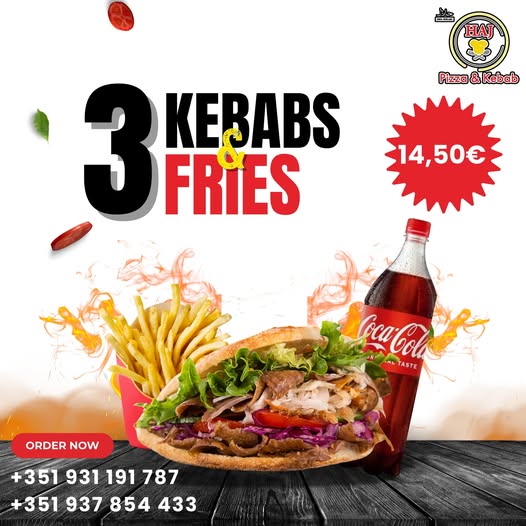 HAJ
Pizza & Kebab
3 KEBABS
&
FRIES
14,50€
Coca-Cola
ORDER NOW
+351 931 191 787
+351 937 854 433